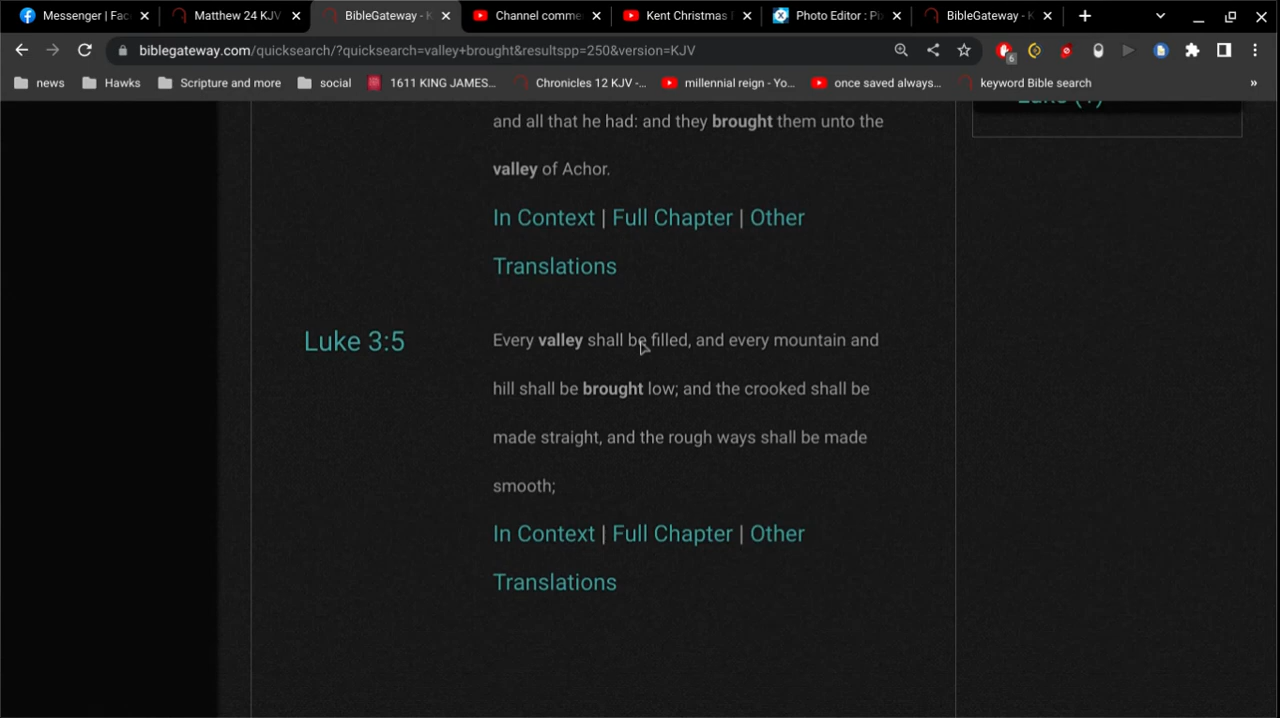 Messenger | Fac
Matthew 24 KJV
BibleGateway - K
Channel comme
Kent Christmas
Photo Editor : Pi
BibleGateway - K
biblegateway.com/quicksearch/?quicksearch=valley+brought&resultspp=250&version=KJV
6
news
Hawks
Scripture and more
social
1611 KING JAMES...
Chronicles 12 KJV -...
millennial reign - Yo...
once saved always...
keyword Bible search
»
and all that he had: and they brought them unto the
valley of Achor.
In Context | Full Chapter | Other
Translations
Luke 3:5
Every valley shall be filled, and every mountain and
hill shall be brought low; and the crooked shall be
made straight, and the rough ways shall be made
smooth;
In Context | Full Chapter | Other
Translations